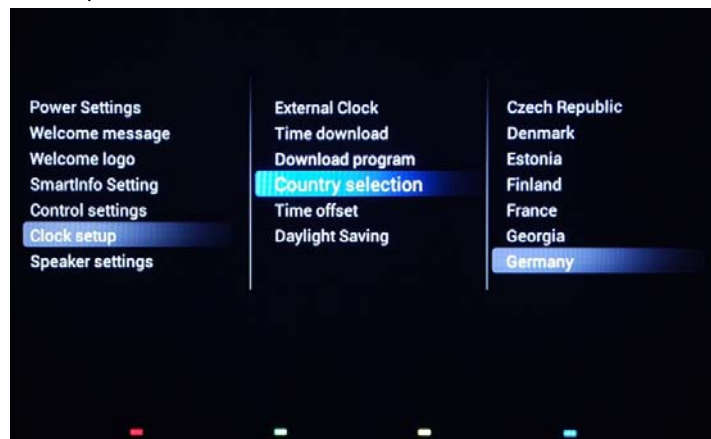 Power Settings
Welcome message
Welcome logo
SmartInfo Setting
Control settings
Clock setup
Speaker settings
External Clock
Time download
Download program
Country selection
Time offset
Daylight Saving
Czech Republic
Denmark
Estonia
Finland
France
Georgia
Germany